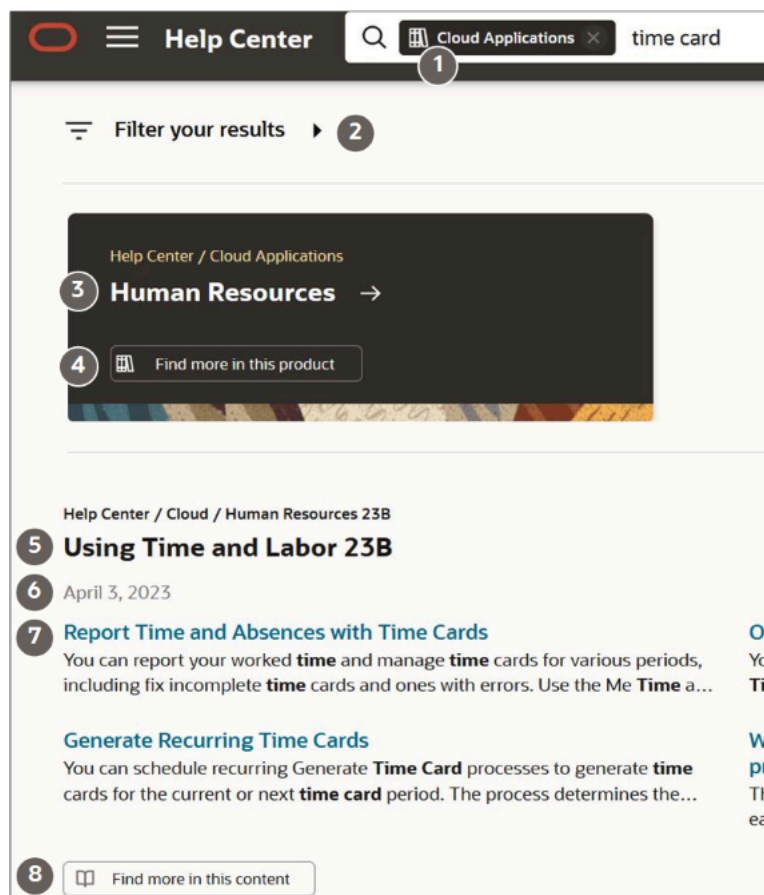 Help Center
Cloud Applications
time card
1
Filter your results
2
Help Center / Cloud Applications
3
Human Resources
4
Find more in this product
Help Center / Cloud / Human Resources 23B
5
Using Time and Labor 23B
6
April 3, 2023
7
Report Time and Absences with Time Cards
You can report your worked time and manage time cards for various periods,
including fix incomplete time cards and ones with errors. Use the Me Time a...
Generate Recurring Time Cards
You can schedule recurring Generate Time Card processes to generate time
cards for the current or next time card period. The process determines the...
8
Find more in this content